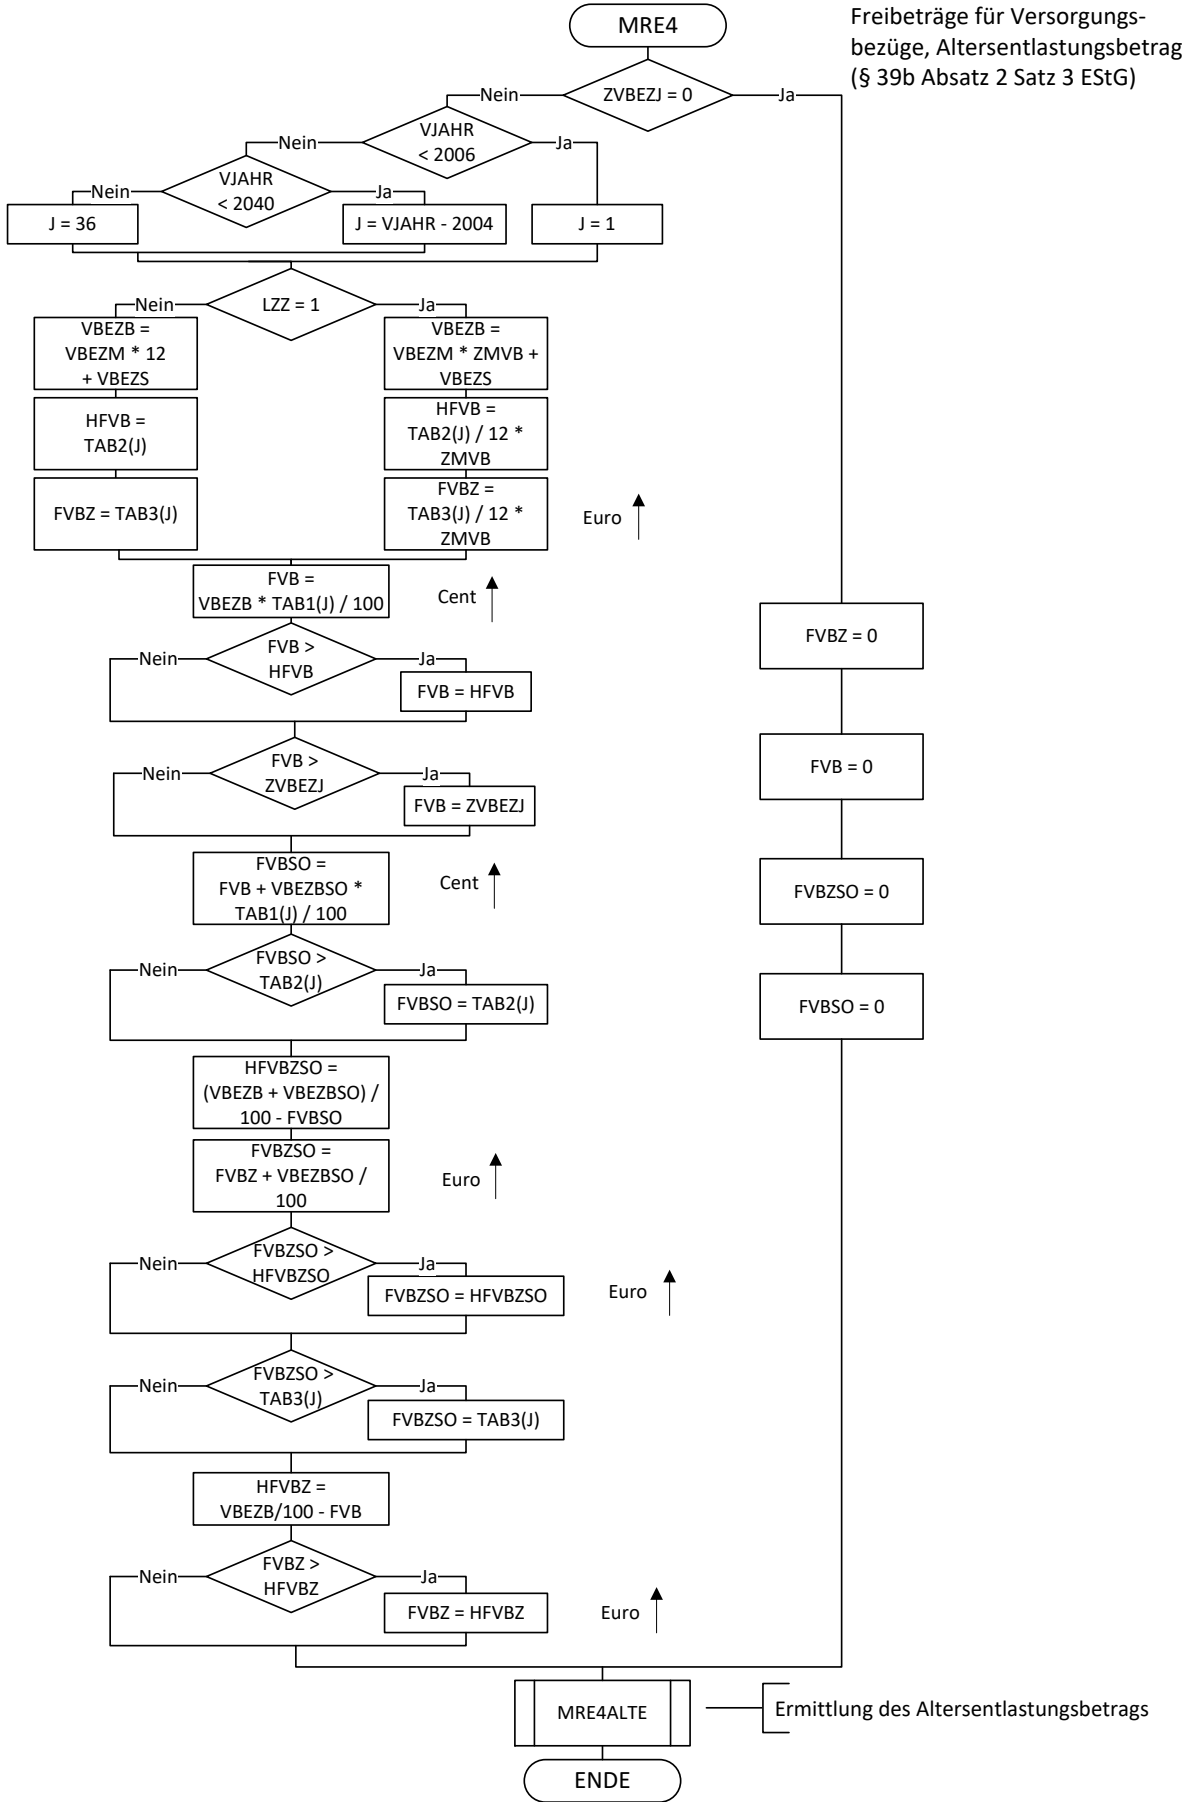 MRE4
Freibeträge für Versorgungs-
bezüge, Altersentlastungsbetrag
(§ 39b Absatz 2 Satz 3 EStG)
Nein
ZVBEZJ = 0
Ja
Nein
VJAHR
< 2006
Ja
Nein
VJAHR
< 2040
Ja
J = 36
J = VJAHR - 2004
J = 1
Nein
LZZ = 1
Ja
VBEZB =
VBEZM * 12
+ VBEZS
VBEZB =
VBEZM * ZMVB +
VBEZS
HFVB =
TAB2(J)
HFVB =
TAB2(J) / 12 *
ZMVB
FVBZ = TAB3(J)
FVBZ =
TAB3(J) / 12 *
ZMVB
Euro
FVB =
VBEZB * TAB1(J) / 100
Cent
Nein
FVB >
HFVB
Ja
FVB = HFVB
FVBZ = 0
Nein
FVB >
ZVBEZJ
Ja
FVB = ZVBEZJ
FVB = 0
FVBSO =
FVB + VBEZBSO *
TAB1(J) / 100
Cent
FVBZSO = 0
Nein
FVBSO >
TAB2(J)
Ja
FVBSO = TAB2(J)
FVBSO = 0
HFVBZSO =
(VBEZB + VBEZBSO) /
100 - FVBSO
FVBZSO =
FVBZ + VBEZBSO /
100
Euro
Nein
FVBZSO >
HFVBZSO
Ja
FVBZSO = HFVBZSO
Euro
Nein
FVBZSO >
TAB3(J)
Ja
FVBZSO = TAB3(J)
HFVBZ =
VBEZB/100 - FVB
Nein
FVBZ >
HFVBZ
Ja
FVBZ = HFVBZ
Euro
MRE4ALTE
Ermittlung des Altersentlastungsbetrags
ENDE